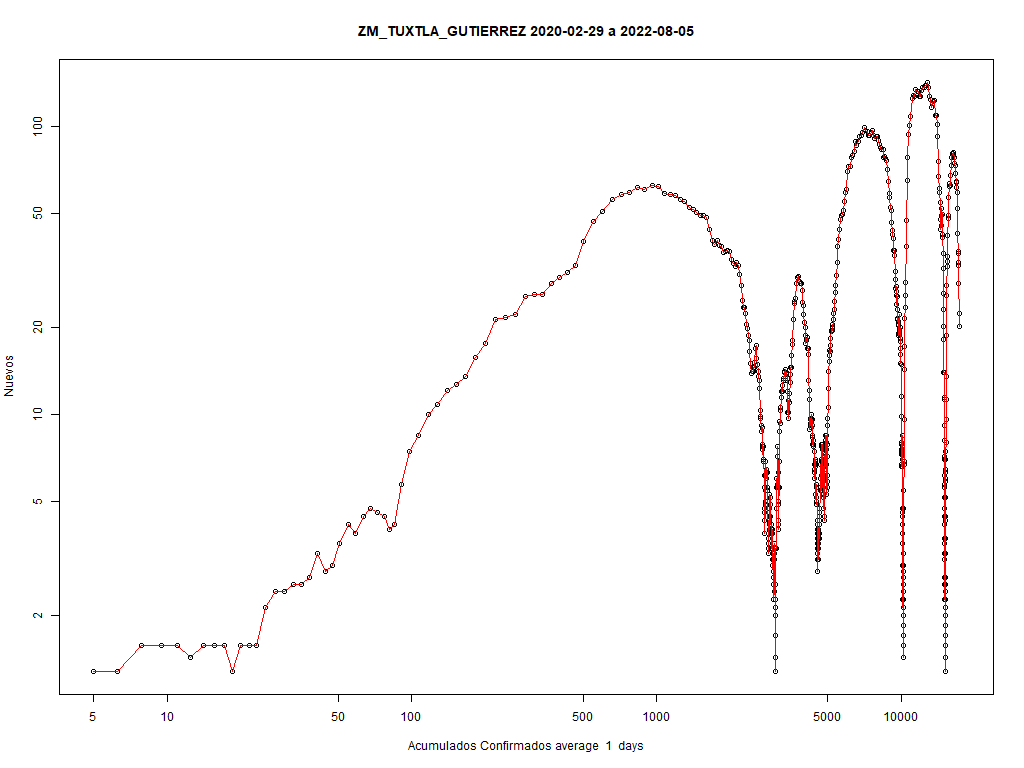 ZM_TUXTLA_GUTIERREZ 2020-02-29 a 2022-08-05
Nuevos
100
50
20
10
5
2
5 10 50 100 500 1000 5000 10000
Acumulados Confirmados average 1 days